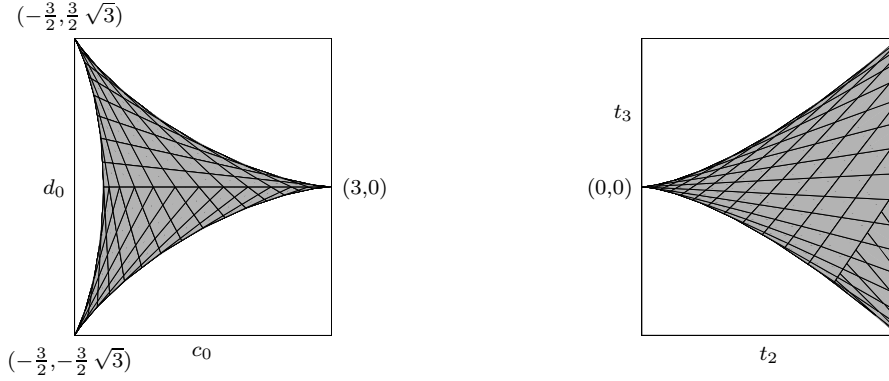 (-3/2, 3/2 √3)
t₃
d₀
(3,0)
(0,0)
(-3/2,-3/2 √3)
c₀
t₂